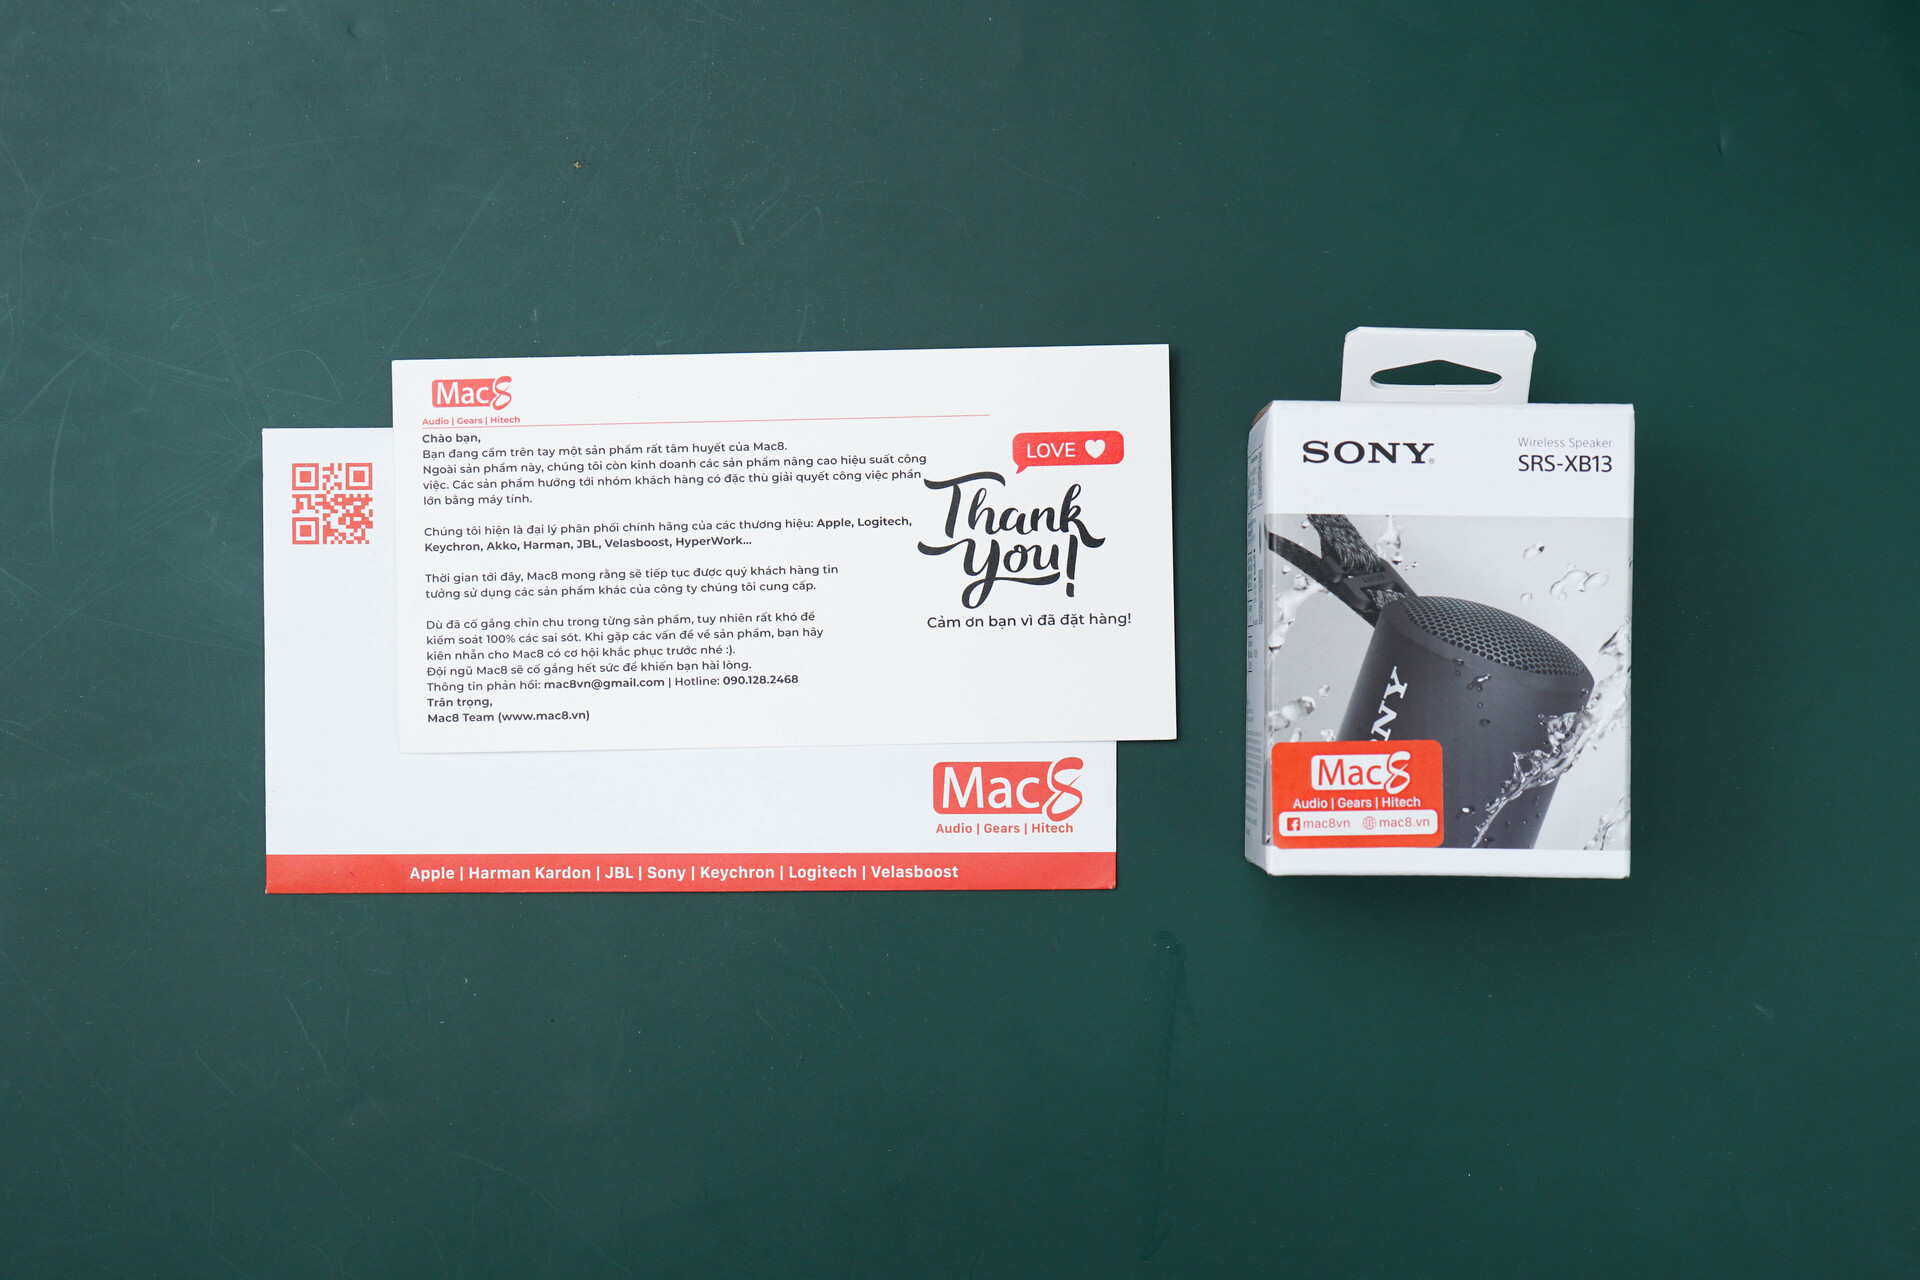 Mac8
Audio | Gears | Hitech
Chào bạn,
Bạn đang cầm trên tay một sản phẩm rất tâm huyết của Mac8.
Ngoài sản phẩm này, chúng tôi còn kinh doanh các sản phẩm nâng cao hiệu suất công
việc. Các sản phẩm hướng tới nhóm khách hàng có đặc thù giải quyết công việc phần
lớn bằng máy tính.
Chúng tôi hiện là đại lý phân phối chính hãng của các thương hiệu: Apple, Logitech,
Keychron, Akko, Harman, JBL, Velasboost, HyperWork...
Thời gian tới đây, Mac8 mong rằng sẽ tiếp tục được quý khách hàng tin
tưởng sử dụng các sản phẩm khác của công ty chúng tôi cung cấp.
Dù đã cố gắng chỉn chu trong từng sản phẩm, tuy nhiên rất khó để
kiểm soát 100% các sai sót. Khi gặp các vấn đề về sản phẩm, bạn hãy
kiên nhẫn cho Mac8 có cơ hội khắc phục trước nhé :).
Đội ngũ Mac8 sẽ cố gắng hết sức để khiến bạn hài lòng.
Thông tin phản hồi: mac8vn@gmail.com | Hotline: 090.128.2468
Trân trọng,
Mac8 Team (www.mac8.vn)
LOVE
Thank
You!
Cảm ơn bạn vì đã đặt hàng!
Mac8
Audio | Gears | Hitech
Apple | Harman Kardon | JBL | Sony | Keychron | Logitech | Velasboost
SONY
Wireless Speaker
SRS-XB13
SONY
Mac8
Audio | Gears | Hitech
mac8vn mac8.vn